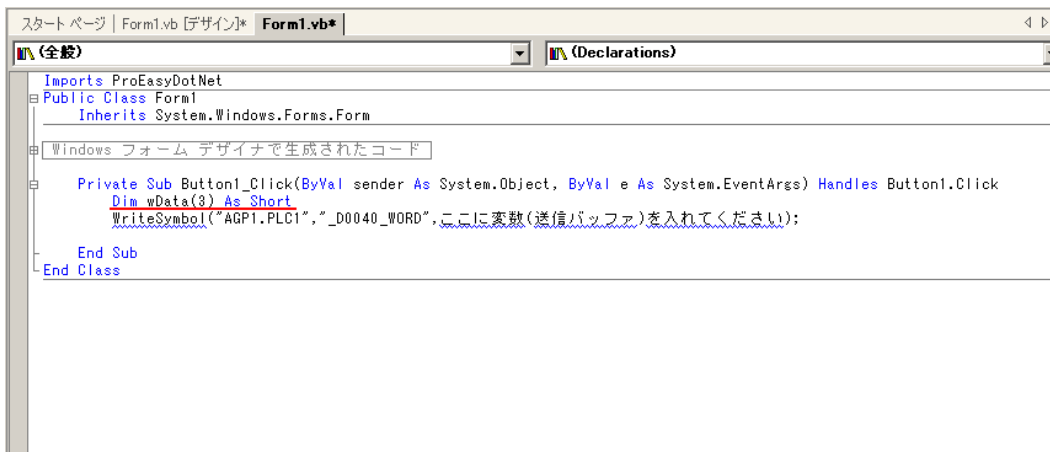 スタート ページ | Form1.vb [デザイン]* Form1.vb*
(全般) (Declarations)
Imports ProEasyDotNet
Public Class Form1
Inherits System.Windows.Forms.Form
Windows フォーム デザイナで生成されたコード
Private Sub Button1_Click(ByVal sender As System.Object, ByVal e As System.EventArgs) Handles Button1.Click
Dim wData(3) As Short
WriteSymbol("AGP1.PLC1","_D0040_WORD",ここに変数(送信バッファ)を入れてください);
End Sub
End Class